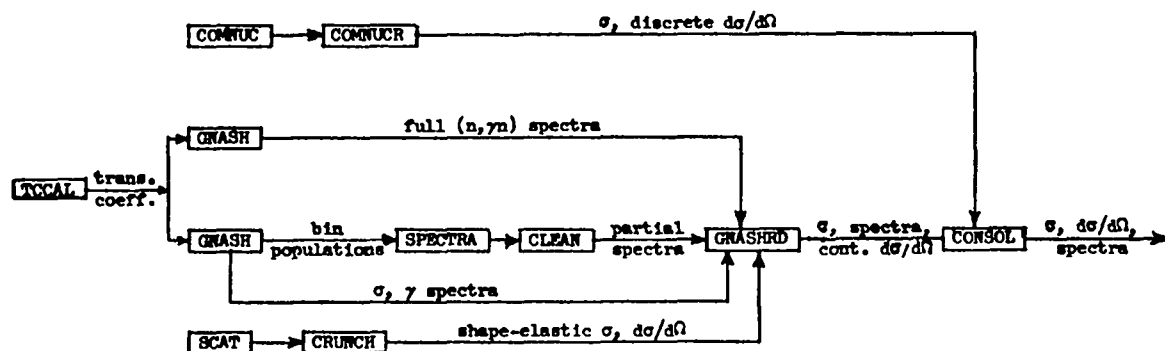 σ, discrete dσ/dΩ
COMNUC
COMNUCR
full (n,γn) spectra
GNASH
TCCAL
trans.
coeff.
GNASH
bin
populations
SPECTRA
CLEAN
partial
spectra
GNASHRD
σ, spectra,
cont. dσ/dΩ
CONSOL
σ, dσ/dΩ,
spectra
σ, γ spectra
SCAT
CRUNCH
shape-elastic σ, dσ/dΩ